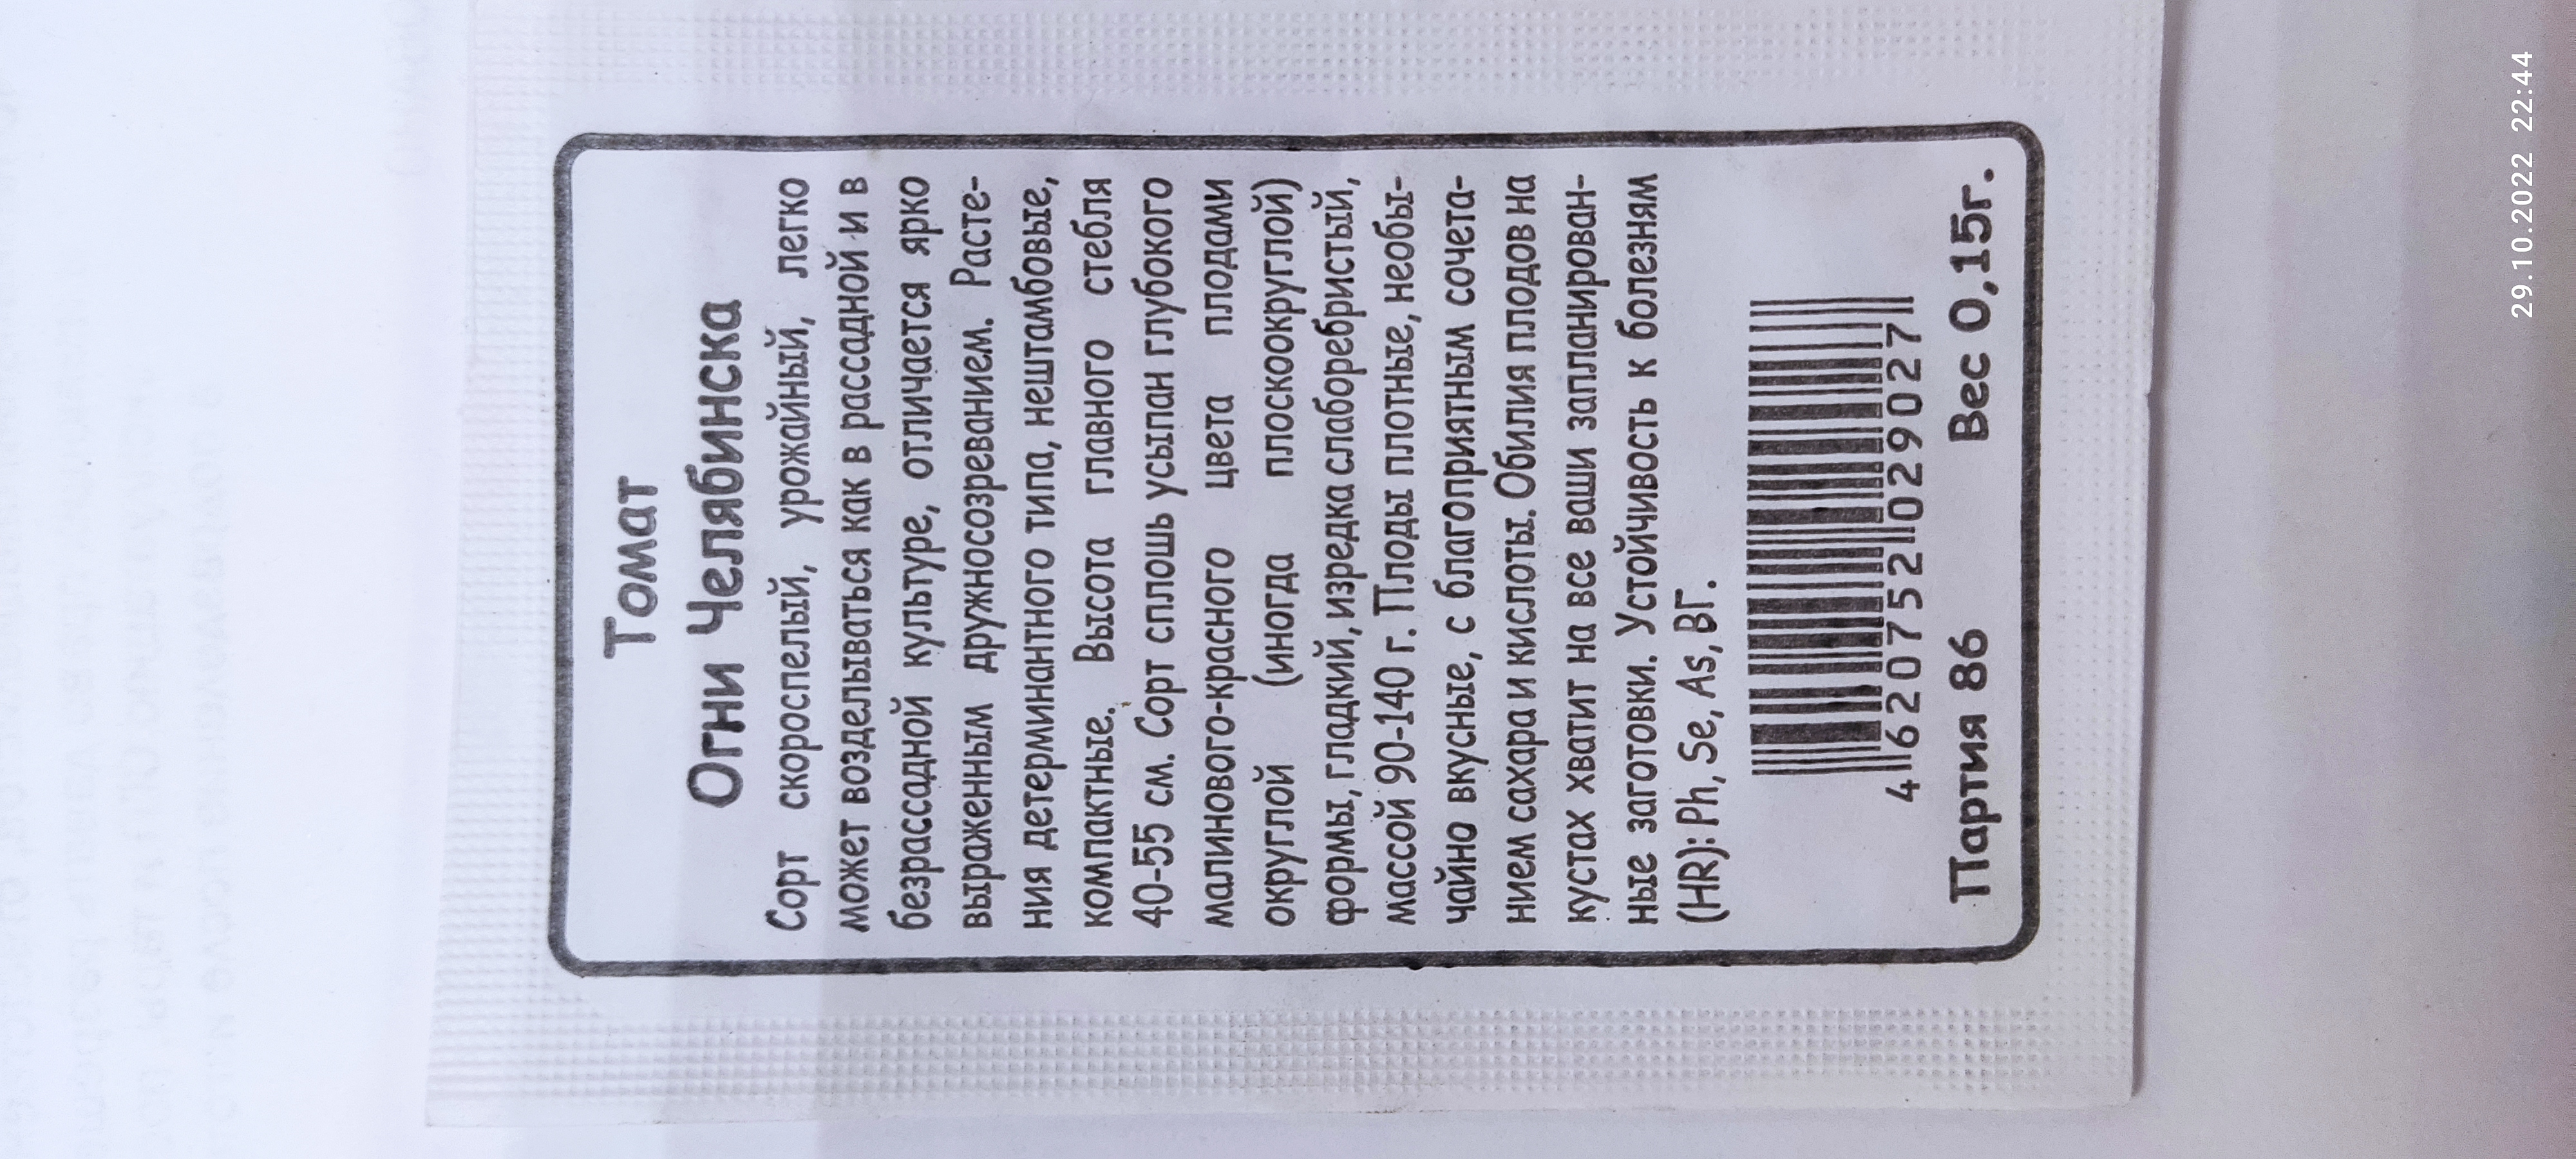 Томат
Огни Челябинска
Сорт скороспелый, урожайный, легко
может возделываться как в рассадной и в
безрассадной культуре, отличается ярко
выраженным дружносозреванием. Расте-
ния детерминантного типа, нештамбовые,
компактные. Высота главного стебля
40-55 см. Сорт сплошь усыпан глубокого
малинового-красного цвета плодами
округлой (иногда плоскоокруглой)
формы, гладкий, изредка слаборебристый,
массой 90-140 г. Плоды плотные, необы-
чайно вкусные, с благоприятным сочета-
нием сахара и кислоты. Обилия плодов на
кустах хватит на все ваши запланирован-
ные заготовки. Устойчивость к болезням
(HR): Ph, Se, As, ВГ.
4 620752 029027
Партия 86 Вес 0,15г.
29.10.2022 22:44